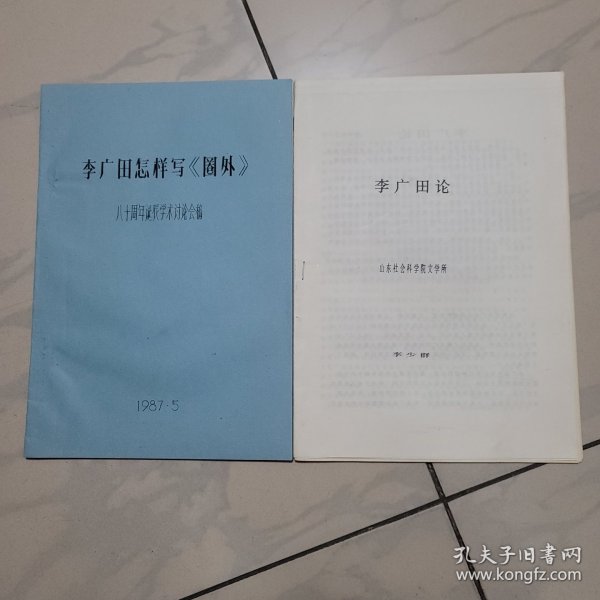 李广田怎样写《圈外》
八十周年诞辰学术讨论会稿
1987·5
李广田论
山东社会科学院文学所
李少群
孔夫子旧书网
www.kongfz.com